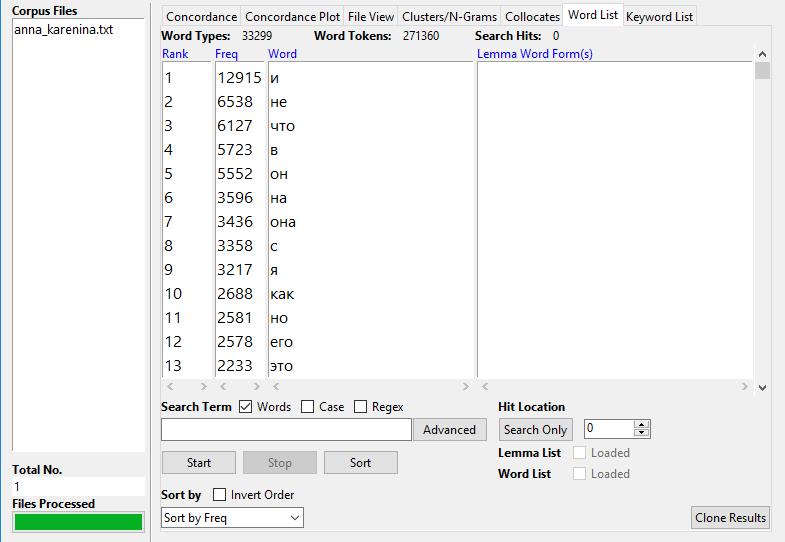 Corpus Files
anna_karenina.txt
Concordance Concordance Plot File View Clusters/N-Grams Collocates Word List Keyword List
Word Types: 33299 Word Tokens: 271360 Search Hits: 0
Rank Freq Word Lemma Word Form(s)
1 12915 и
2 6538 не
3 6127 что
4 5723 в
5 5552 он
6 3596 на
7 3436 она
8 3358 с
9 3217 я
10 2688 как
11 2581 но
12 2578 его
13 2233 это
Search Term Words Case Regex Hit Location
Advanced Search Only 0
Start Stop Sort Lemma List Loaded
Word List Loaded
Total No.
1
Files Processed
Sort by Invert Order
Sort by Freq Clone Results